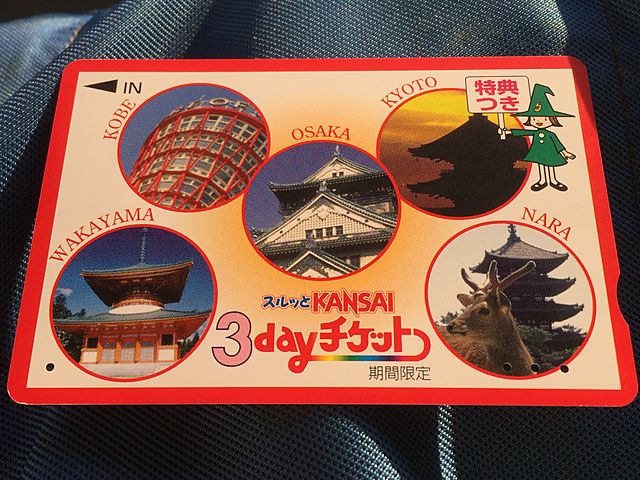 IN
KOBE
OSAKA
KYOTO
特典
つき
WAKAYAMA
NARA
スルッとKANSAI
3dayチケット
期間限定